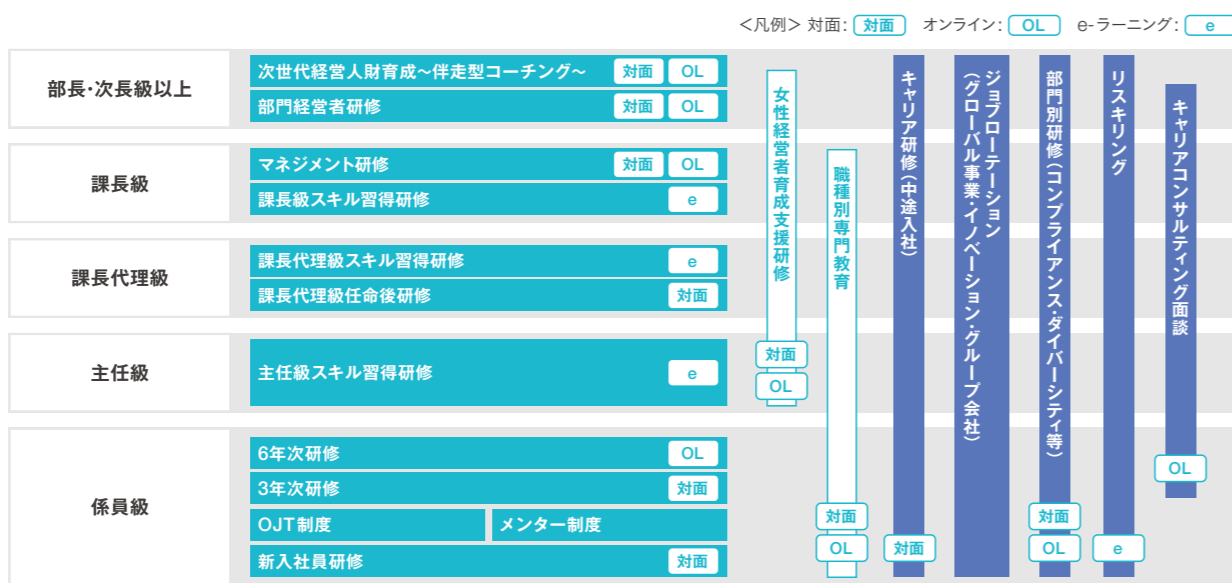 <凡例> 対面: 対面 オンライン: OL e-ラーニング: e
部長・次長級以上
次世代経営人財育成〜伴走型コーチング〜 対面 OL
部門経営者研修 対面 OL
課長級
マネジメント研修 対面 OL
課長級スキル習得研修 e
課長代理級
課長代理級スキル習得研修 e
課長代理級任命後研修 対面
主任級
主任級スキル習得研修 e
係員級
6年次研修 OL
3年次研修 対面
OJT制度 メンター制度
新入社員研修 対面
女性経営者育成支援研修
対面
OL
職種別専門教育
対面
OL
キャリア研修(中途入社)
対面
ジョブローテーション
(グローバル事業・イノベーション・グループ会社)
部門別研修(コンプライアンス・ダイバーシティ等)
対面
OL
リスキリング
e
キャリアコンサルティング面談
OL